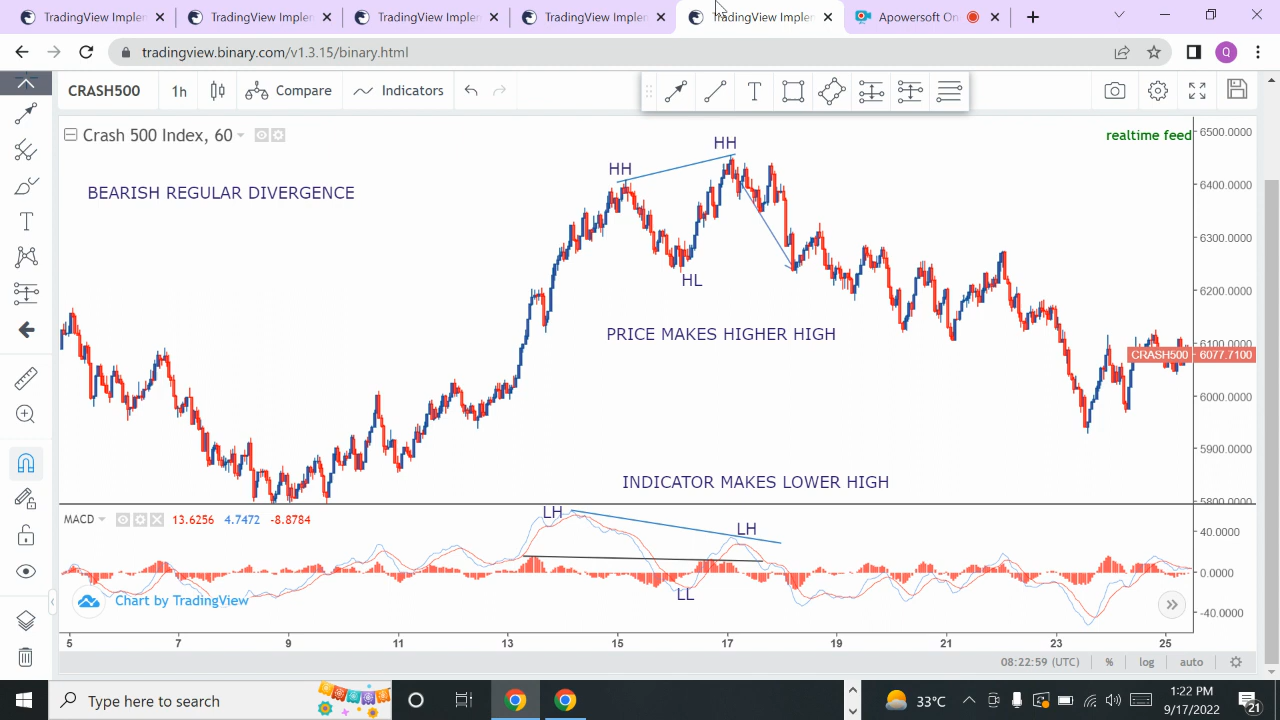 TradingView Implem
TradingView Implem
TradingView Implem
TradingView Implem
TradingView Implem
Apowersoft On
tradingview.binary.com/v1.3.15/binary.html
Q
CRASH500
1h
Compare
Indicators
T
Crash 500 Index, 60
realtime feed
BEARISH REGULAR DIVERGENCE
HH
HH
HL
PRICE MAKES HIGHER HIGH
INDICATOR MAKES LOWER HIGH
6500.0000
6400.0000
6300.0000
6200.0000
6100.0000
CRASH500 6077.7100
6000.0000
5900.0000
5800.0000
T
MACD 13.6256 4.7472 -8.8784
LH
LH
LL
40.0000
0.0000
-40.0000
Chart by TradingView
5 7 9 11 13 15 17 19 21 23 25
08:22:59 (UTC) % log auto
Type here to search
33°C
1:22 PM
9/17/2022
21